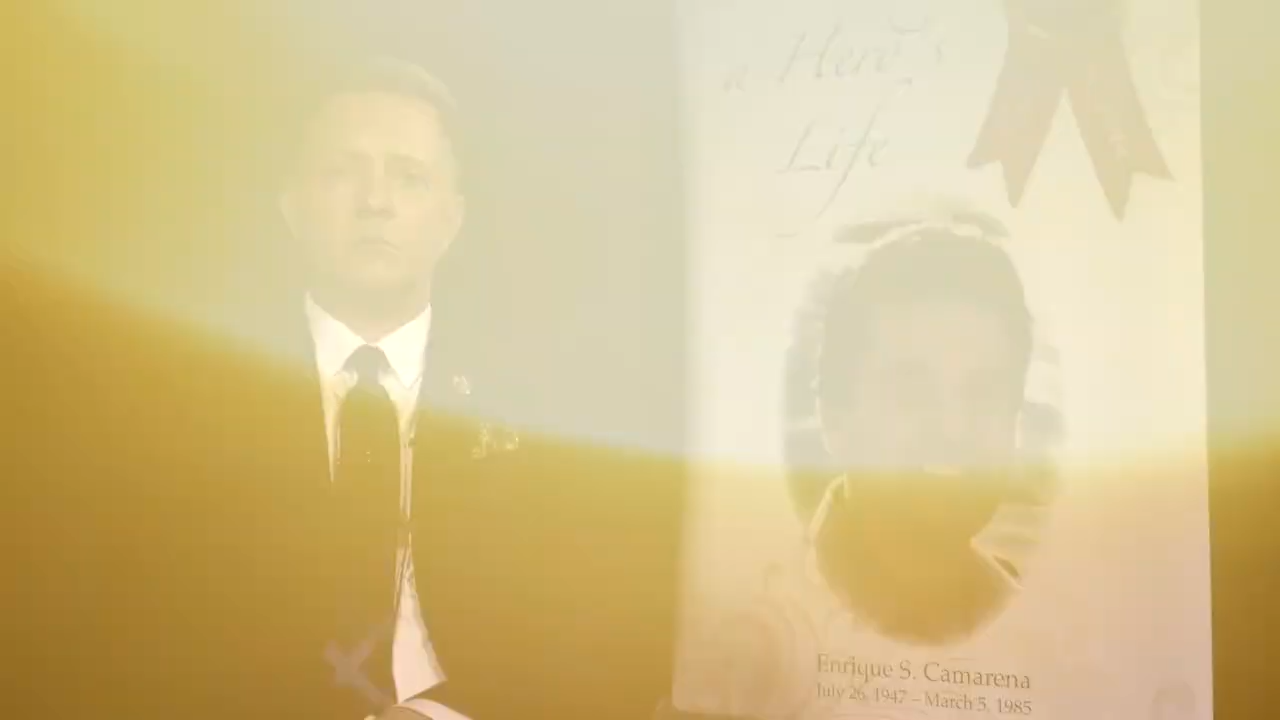 a Hero's
Life
Enrique S. Camarena
July 26, 1947 – March 5, 1985